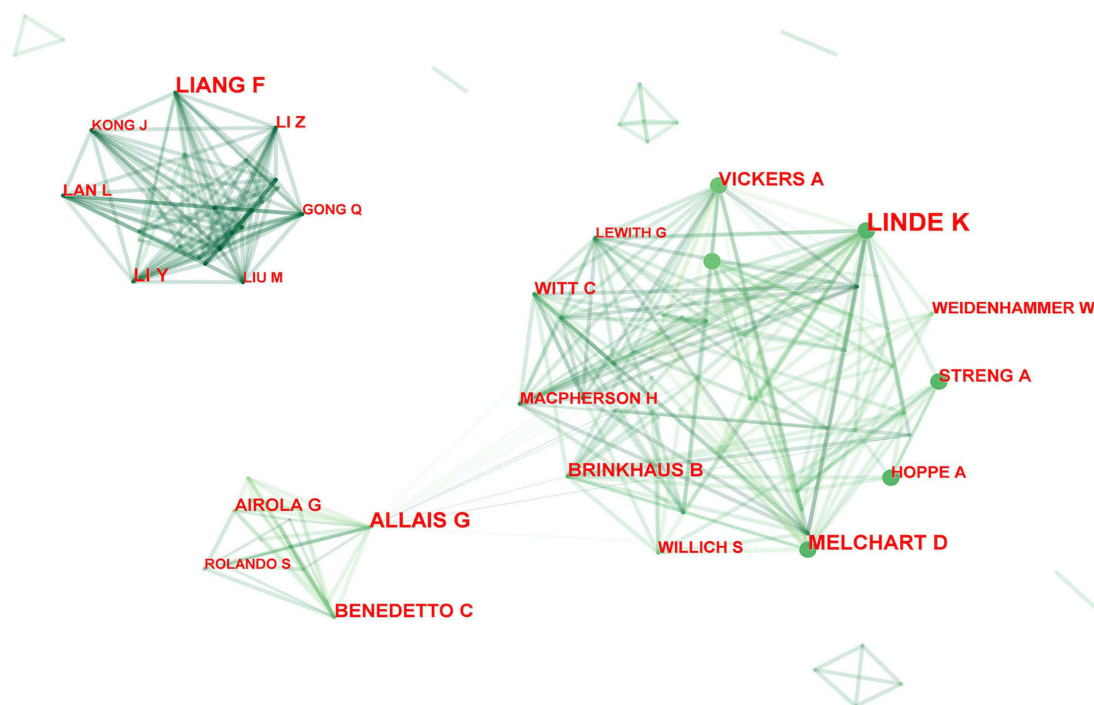 LIANG F
KONG J
LI Z
LAN L
GONG Q
LI Y
LIU M
VICKERS A
LINDE K
LEWITH G
WITT C
WEIDENHAMMER W
STRENG A
MACPHERSON H
BRINKHAUS B
HOPPE A
WILLICH S
MELCHART D
AIROLA G
ALLAIS G
ROLANDO S
BENEDETTO C